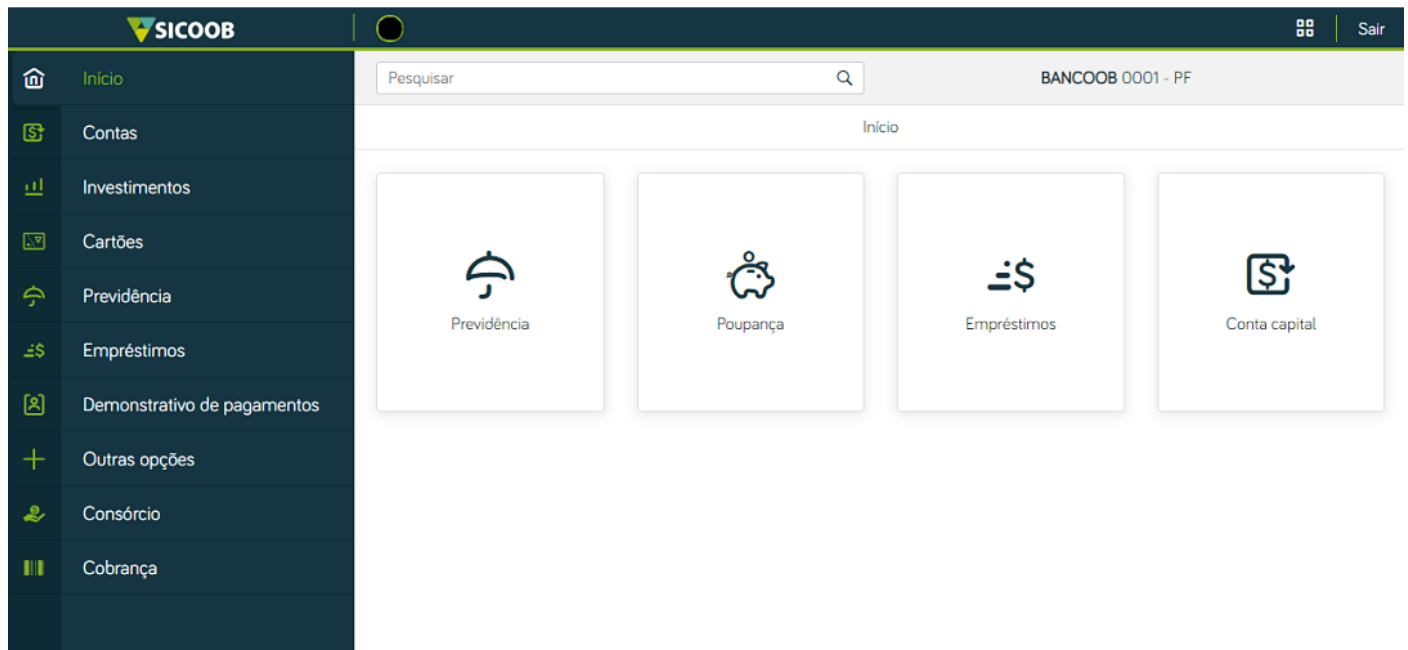 SICOOB
Sair
Início
Pesquisar
BANCOOB 0001 - PF
Contas
Início
Investimentos
Cartões
Previdência
Empréstimos
Demonstrativo de pagamentos
Outras opções
Consórcio
Cobrança
Previdência
Poupança
Empréstimos
Conta capital